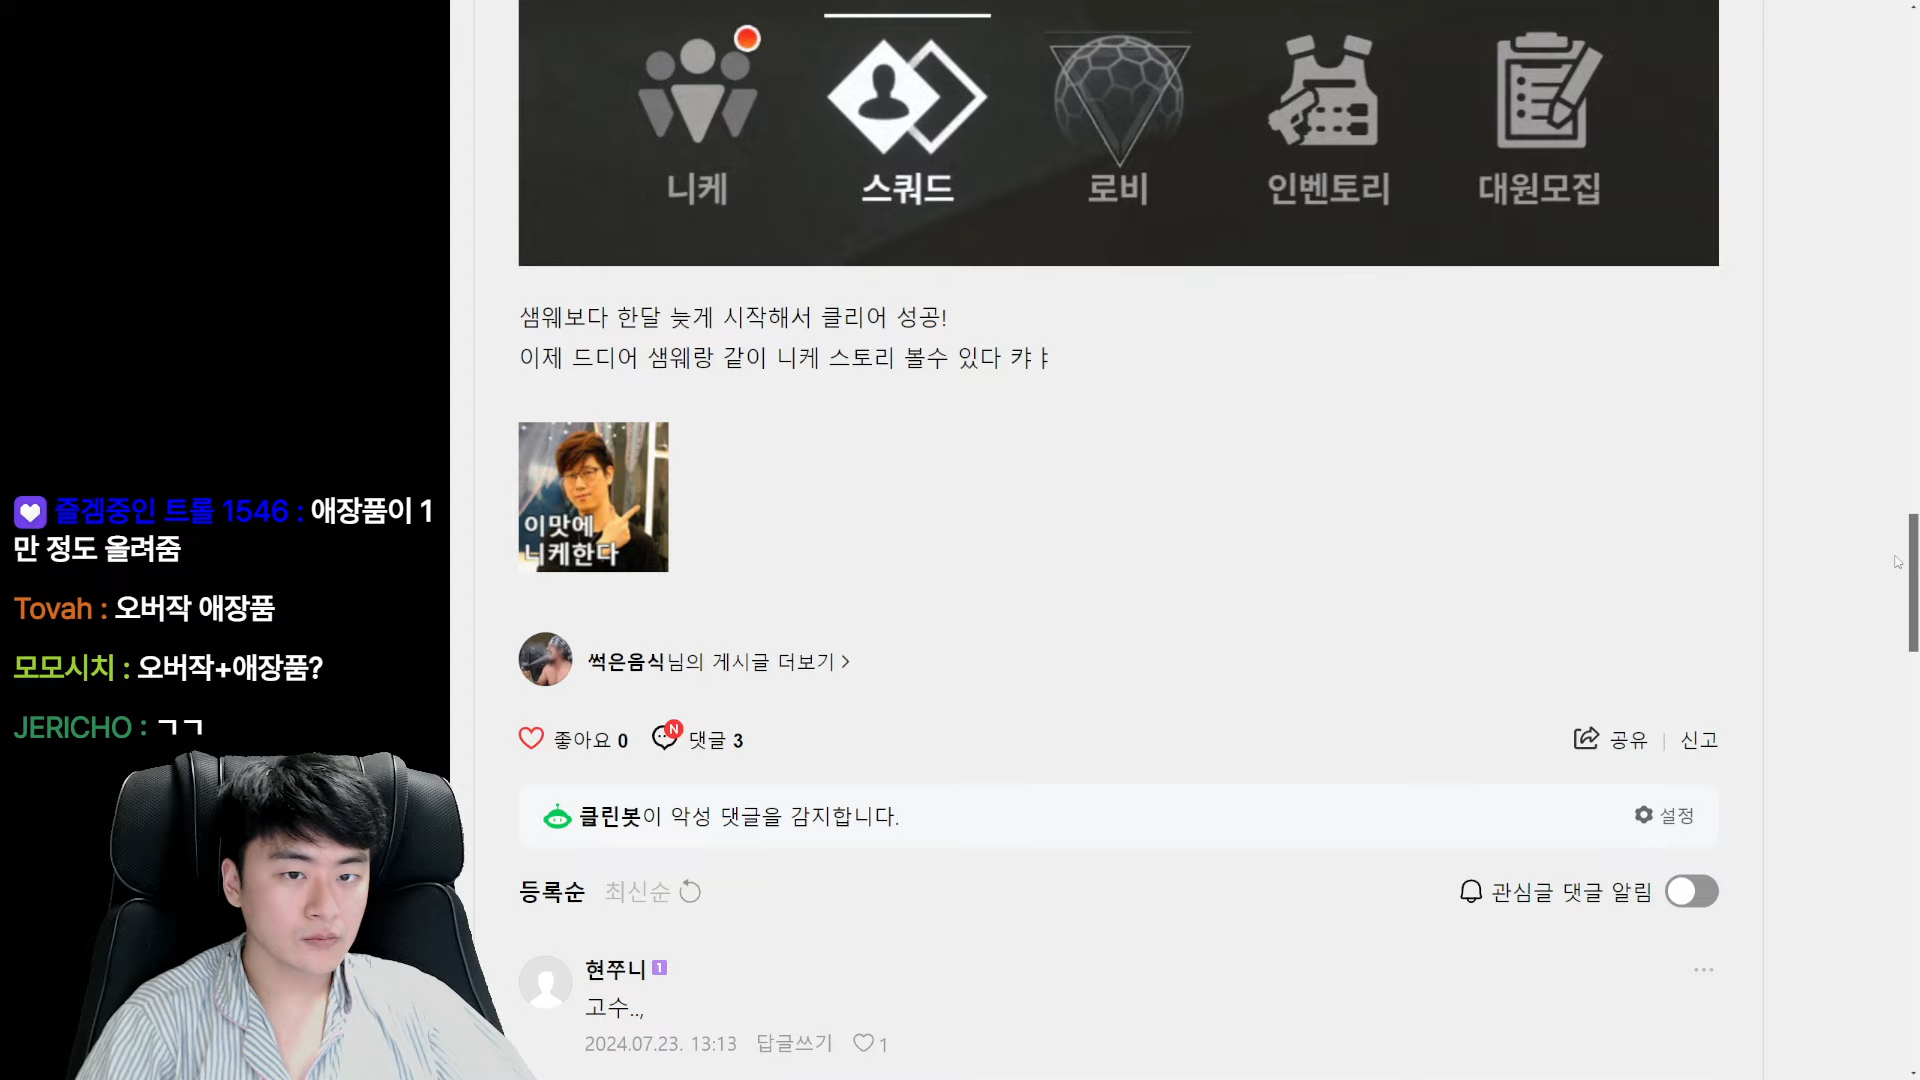 니케
스쿼드
로비
인벤토리
대원모집
샘웨보다 한달 늦게 시작해서 클리어 성공!
이제 드디어 샘웨랑 같이 니케 스토리 볼수 있다 캬ㅑ
이맛에
니케한다
썩은음식님의 게시글 더보기
좋아요 0
N
댓글 3
공유
신고
클린봇이 악성 댓글을 감지합니다.
설정
등록순 최신순
관심글 댓글 알림
현쭈니 1
고수..,
2024.07.23. 13:13 답글쓰기 1
즐겜중인 트롤 1546 : 애장품이 1
만 정도 올려줌
Tovah : 오버작 애장품
모모시치 : 오버작+애장품?
JERICHO : ㄱㄱ